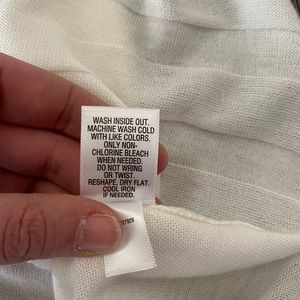 WASH INSIDE OUT.
MACHINE WASH COLD
WITH LIKE COLORS.
ONLY NON-
CHLORINE BLEACH
WHEN NEEDED.
DO NOT WRING
OR TWIST.
RESHAPE, DRY FLAT.
COOL IRON
IF NEEDED.